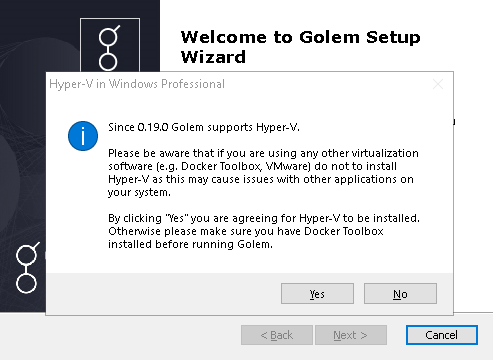 Welcome to Golem Setup
Wizard
Hyper-V in Windows Professional
Since 0.19.0 Golem supports Hyper-V.
Please be aware that if you are using any other virtualization
software (e.g. Docker Toolbox, VMware) do not to install
Hyper-V as this may cause issues with other applications on
your system.
By clicking "Yes" you are agreeing for Hyper-V to be installed.
Otherwise please make sure you have Docker Toolbox
installed before running Golem.
Yes
No
< Back
Next >
Cancel